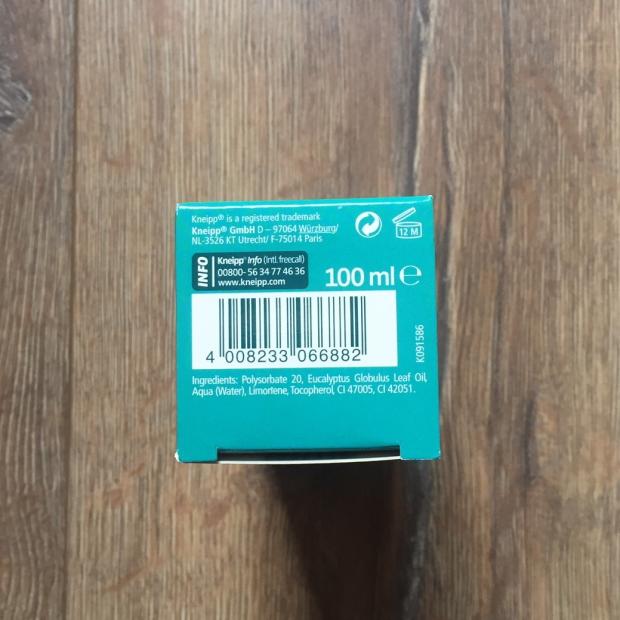 Kneipp® is a registered trademark
Kneipp® GmbH D – 97064 Würzburg/
NL-3526 KT Utrecht/ F-75014 Paris
12 M
INFO
Kneipp® Info (Intl. freecall)
00800- 56 34 77 46 36
www.kneipp.com
100 ml ℮
4 008233 066882
K091586
Ingredients: Polysorbate 20, Eucalyptus Globulus Leaf Oil,
Aqua (Water), Limortene, Tocopherol, CI 47005, CI 42051.